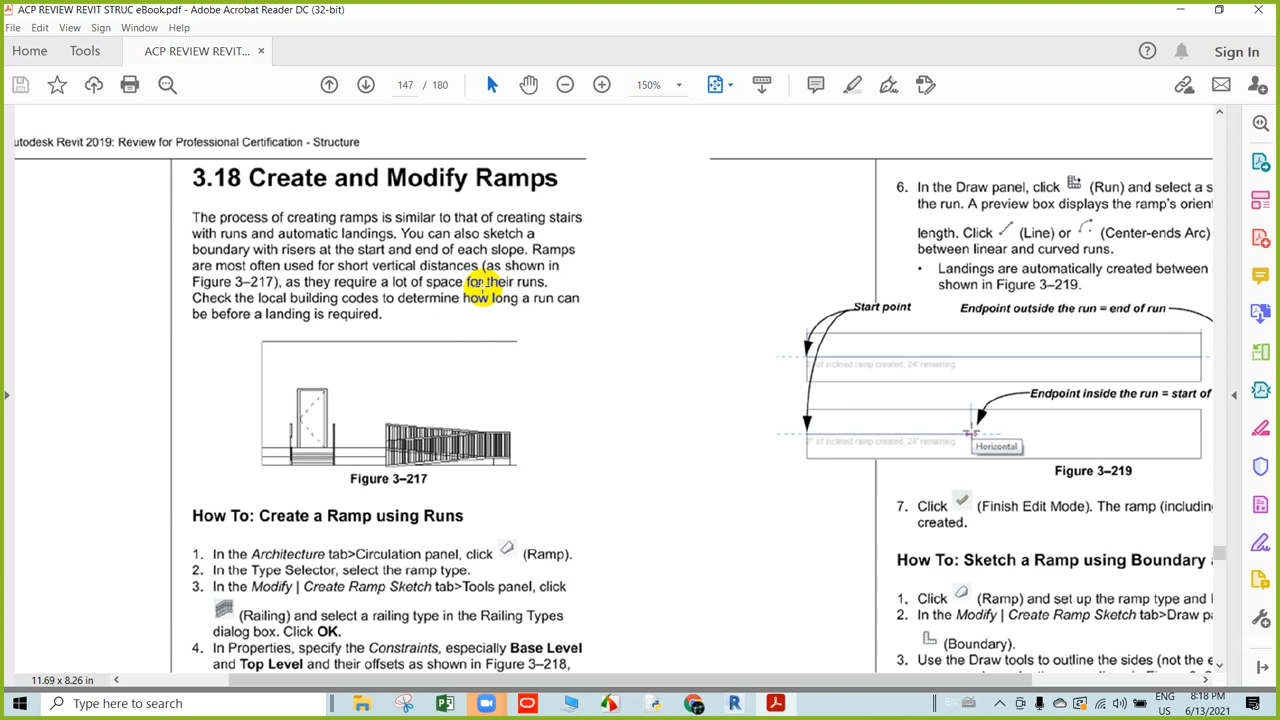 ACP REVIEW REVIT STRUC eBook.pdf - Adobe Acrobat Reader DC (32-bit)
File Edit View Sign Window Help
Home Tools ACP REVIEW REVIT... × Sign In
147 / 180 150%
utodesk Revit 2019: Review for Professional Certification - Structure
3.18 Create and Modify Ramps
The process of creating ramps is similar to that of creating stairs
with runs and automatic landings. You can also sketch a
boundary with risers at the start and end of each slope. Ramps
are most often used for short vertical distances (as shown in
Figure 3–217), as they require a lot of space for their runs.
Check the local building codes to determine how long a run can
be before a landing is required.
Figure 3–217
How To: Create a Ramp using Runs
1. In the Architecture tab>Circulation panel, click (Ramp).
2. In the Type Selector, select the ramp type.
3. In the Modify | Create Ramp Sketch tab>Tools panel, click
(Railing) and select a railing type in the Railing Types
dialog box. Click OK.
4. In Properties, specify the Constraints, especially Base Level
and Top Level and their offsets as shown in Figure 3–218,
6. In the Draw panel, click (Run) and select a s
the run. A preview box displays the ramp's orien
length. Click (Line) or (Center-ends Arc)
between linear and curved runs.
• Landings are automatically created between
shown in Figure 3–219.
Start point Endpoint outside the run = end of run
of inclined ramp created, 24' remaining
Endpoint inside the run = start of
of inclined ramp created, 24' remaining
Horizontal
Figure 3–219
7. Click (Finish Edit Mode). The ramp (including
created.
How To: Sketch a Ramp using Boundary a
1. Click (Ramp) and set up the ramp type and
2. In the Modify | Create Ramp Sketch tab>Draw p
(Boundary).
3. Use the Draw tools to outline the sides (not the e
11.69 x 8.26 in
Type here to search
ENG
US
8:18 PM
6/13/2021